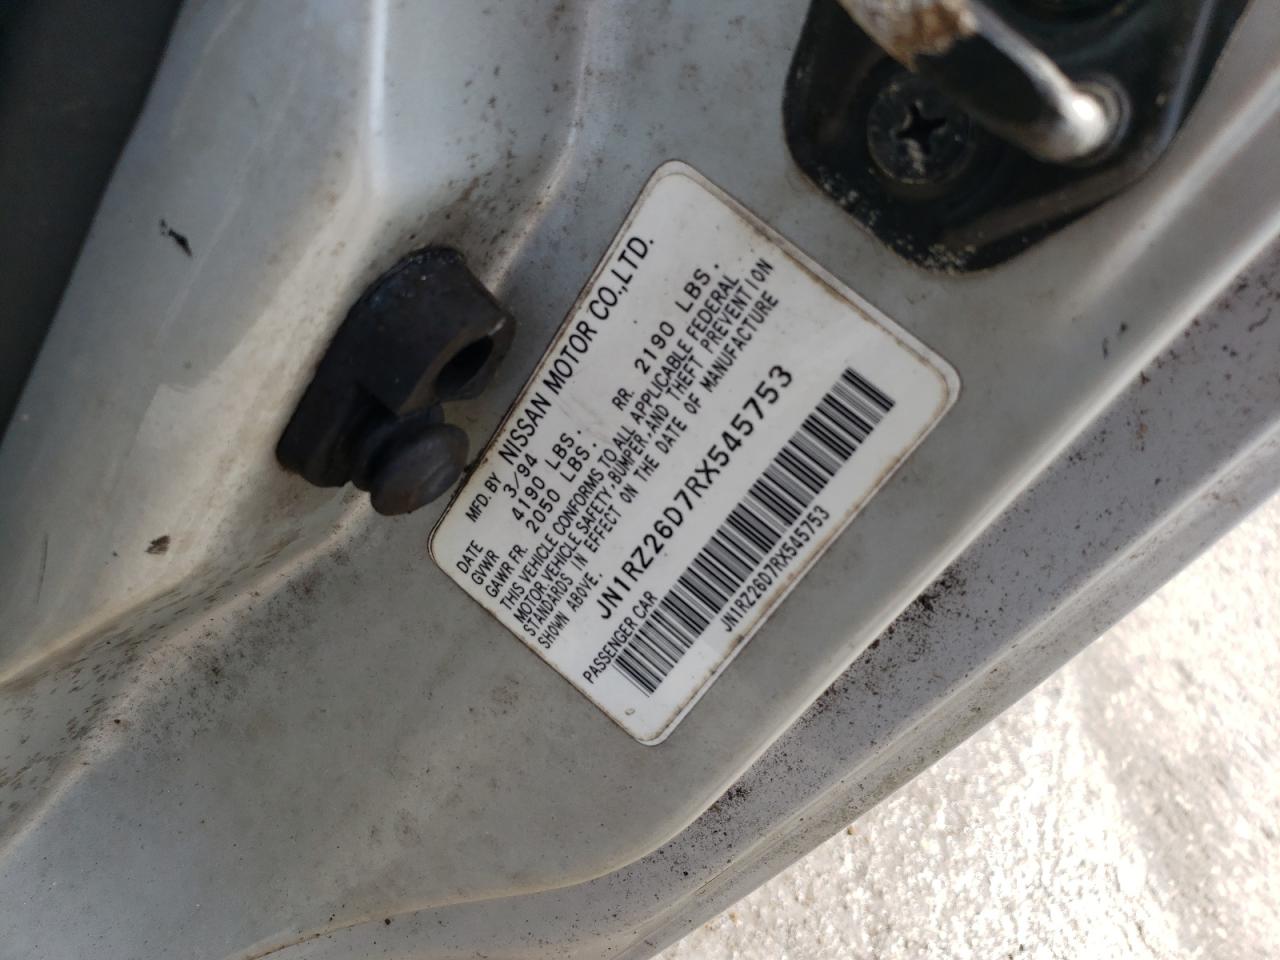 MFD.BY NISSAN MOTOR CO.,LTD.
DATE 3/94
GVWR 4190 LBS.
GAWR FR. 2050 LBS. RR. 2190 LBS.
THIS VEHICLE CONFORMS TO ALL APPLICABLE FEDERAL
MOTOR VEHICLE SAFETY,BUMPER,AND THEFT PREVENTION
STANDARDS IN EFFECT ON THE DATE OF MANUFACTURE
SHOWN ABOVE.
JN1RZ26D7RX545753
PASSENGER CAR
JN1RZ26D7RX545753